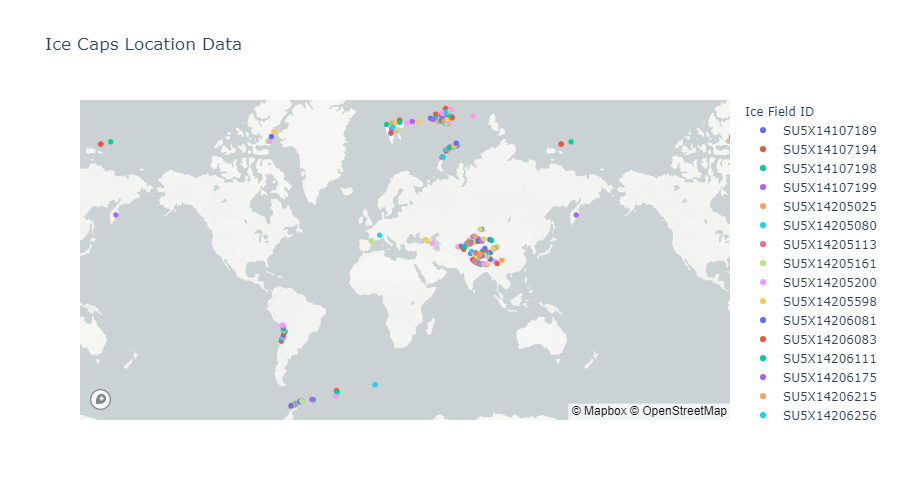 Ice Caps Location Data
Ice Field ID
SU5X14107189
SU5X14107194
SU5X14107198
SU5X14107199
SU5X14205025
SU5X14205080
SU5X14205113
SU5X14205161
SU5X14205200
SU5X14205598
SU5X14206081
SU5X14206083
SU5X14206111
SU5X14206175
SU5X14206215
SU5X14206256
© Mapbox © OpenStreetMap